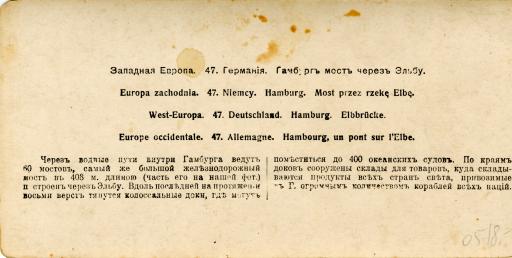 Западная Европа. 47. Германія. Гамбургъ мостъ черезъ Эльбу.
Europa zachodnia. 47. Niemcy. Hamburg. Most przez rzekę Elbę.
West-Europa. 47. Deutschland. Hamburg. Elbbrücke.
Europe occidentale. 47. Allemagne. Hambourg, un pont sur l'Elbe.
Черезъ водные пути внутри Гамбурга ведутъ
60 мостовъ, самый же большой желѣзнодорожный
мостъ въ 408 м. длиною (часть его на нашей фот.)
п строенъ черезъ Эльбу. Вдоль послѣдней на протяженіи
восьми верстъ тянутся колоссальные доки, гдѣ могутъ
помѣститься до 400 океанскихъ судовъ. По краямъ
доковъ сооружены склады для товаровъ, куда склады-
ваются продукты всѣхъ странъ свѣта, привозимые
въ Г. огромнымъ количествомъ кораблей всѣхъ націй.